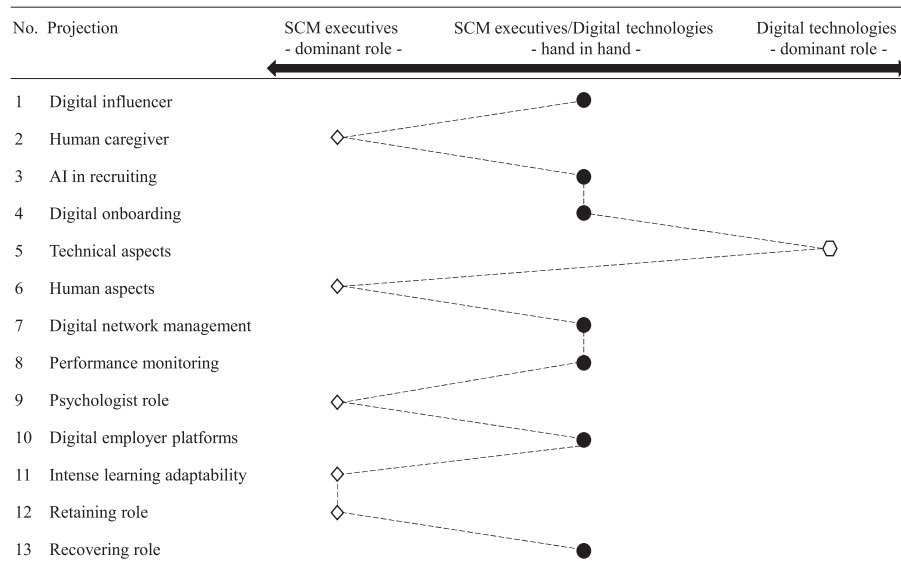 No. Projection SCM executives SCM executives/Digital technologies Digital technologies
- dominant role - - hand in hand - - dominant role -
1 Digital influencer
2 Human caregiver
3 AI in recruiting
4 Digital onboarding
5 Technical aspects
6 Human aspects
7 Digital network management
8 Performance monitoring
9 Psychologist role
10 Digital employer platforms
11 Intense learning adaptability
12 Retaining role
13 Recovering role